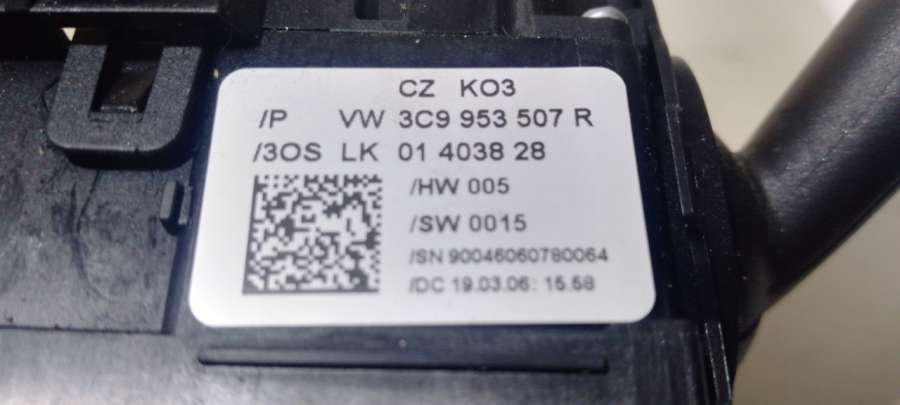 CZ KO3
/P VW 3C9 953 507 R
/3OS LK 01 4038 28
/HW 005
/SW 0015
/SN 90046060780064
/DC 19.03.06: 15.58